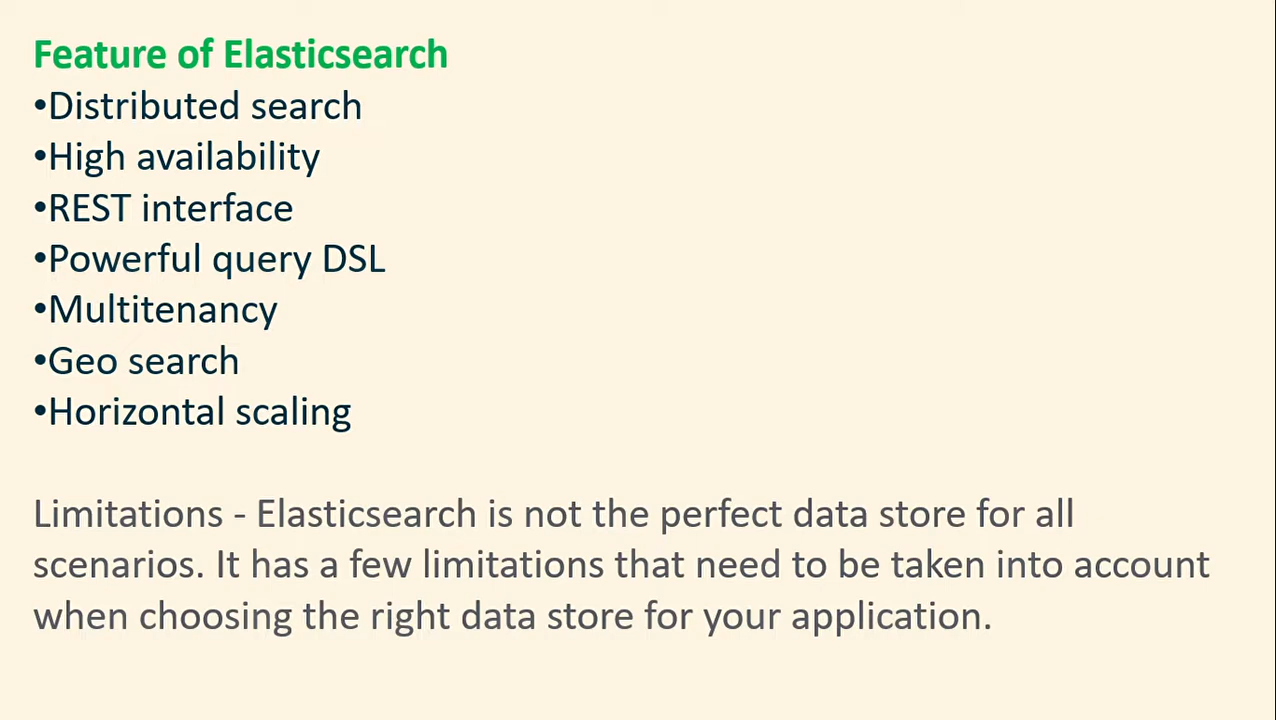 Feature of Elasticsearch
•Distributed search
•High availability
•REST interface
•Powerful query DSL
•Multitenancy
•Geo search
•Horizontal scaling
Limitations - Elasticsearch is not the perfect data store for all
scenarios. It has a few limitations that need to be taken into account
when choosing the right data store for your application.